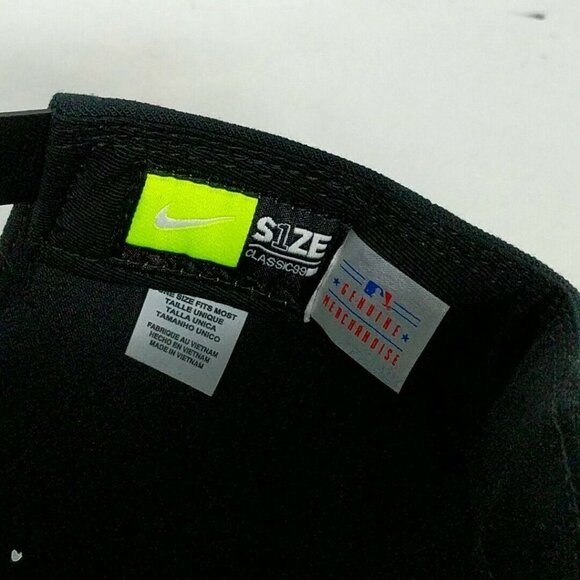 S1ZE
CLASSIC99
GENUINE
MERCHANDISE
ONE SIZE FITS MOST
TAILLE UNIQUE
TALLA UNICA
TAMANHO UNICO
FABRIQUE AU VIETNAM
HECHO EN VIETNAM
MADE IN VIETNAM